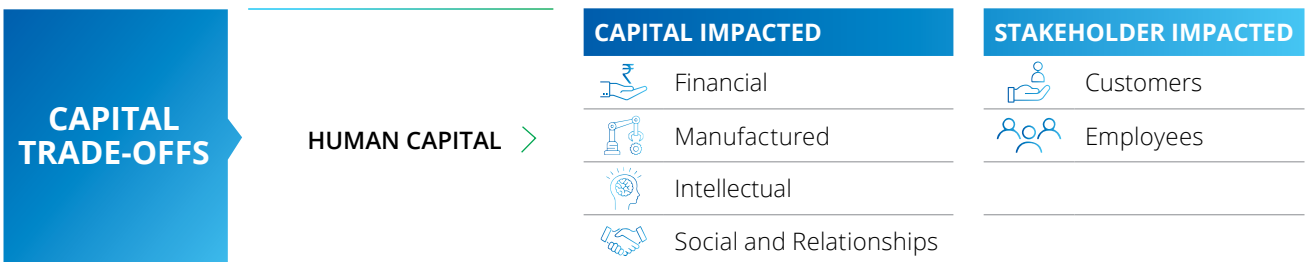 CAPITAL
TRADE-OFFS
HUMAN CAPITAL
CAPITAL IMPACTED
₹
Financial
Manufactured
Intellectual
Social and Relationships
STAKEHOLDER IMPACTED
Customers
Employees